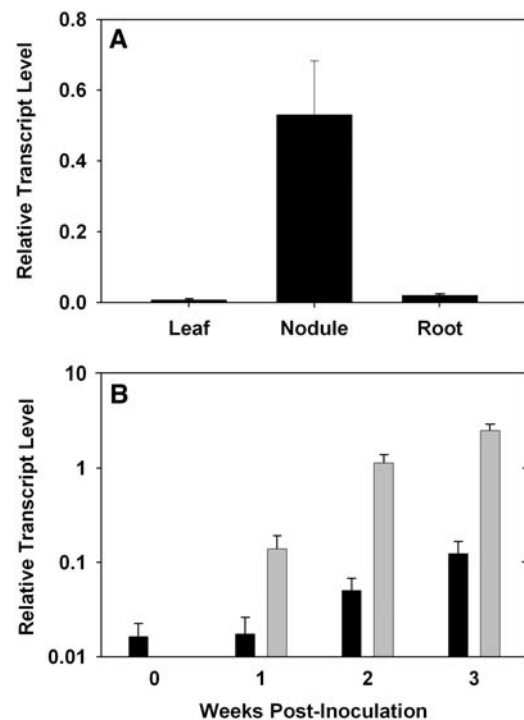 A
Relative Transcript Level
0.8
0.6
0.4
0.2
0.0
Leaf Nodule Root
B
Relative Transcript Level
10
1
0.1
0.01
0 1 2 3
Weeks Post-Inoculation